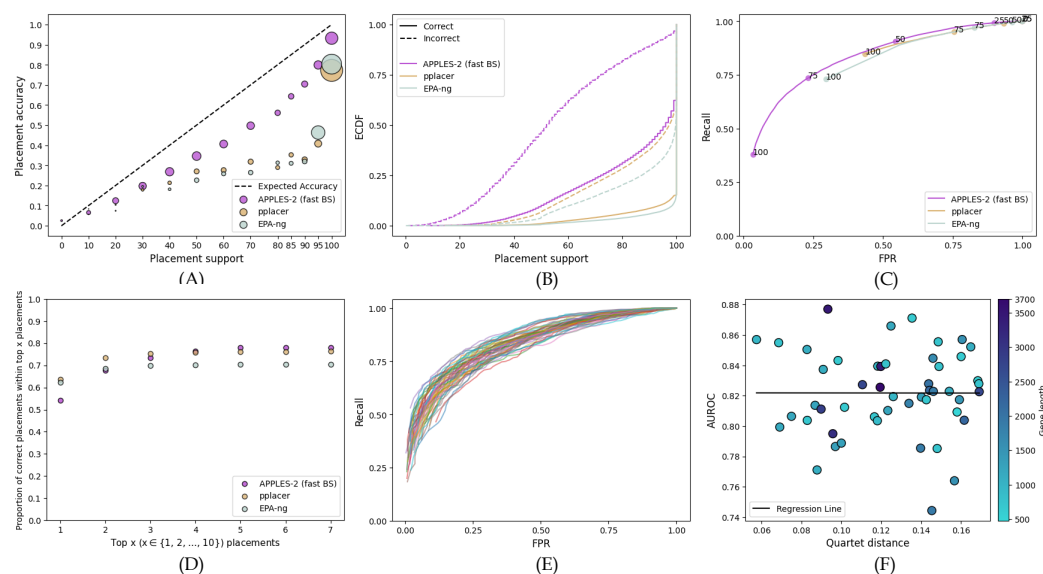 1.0
0.9
0.8
0.7
0.6
0.5
0.4
0.3
0.2
0.1
0.0
Placement accuracy
Expected Accuracy
APPLES-2 (fast BS)
pplacer
EPA-ng
0 10 20 30 40 50 60 70 80 85 90 95 100
Placement support
(A)
1.00
0.75
0.50
0.25
0.00
ECDF
Correct
Incorrect
APPLES-2 (fast BS)
pplacer
EPA-ng
0 20 40 60 80 100
Placement support
(B)
1.00
0.75
0.50
0.25
0.00
Recall
100
75
100
100
50
75
75
25
APPLES-2 (fast BS)
pplacer
EPA-ng
0.00 0.25 0.50 0.75 1.00
FPR
(C)
1.0
0.9
0.8
0.7
0.6
0.5
0.4
0.3
0.2
0.1
0.0
Proportion of correct placements within top x placements
APPLES-2 (fast BS)
pplacer
EPA-ng
1 2 3 4 5 6 7
Top x (x ∈ {1, 2, ..., 10}) placements
(D)
1.00
0.75
0.50
0.25
0.00
Recall
0.00 0.25 0.50 0.75 1.00
FPR
(E)
0.88
0.86
0.84
0.82
0.80
0.78
0.76
0.74
AUROC
Regression Line
0.06 0.08 0.10 0.12 0.14 0.16
Quartet distance
3700
3000
2500
2000
1500
1000
500
Gene length
(F)